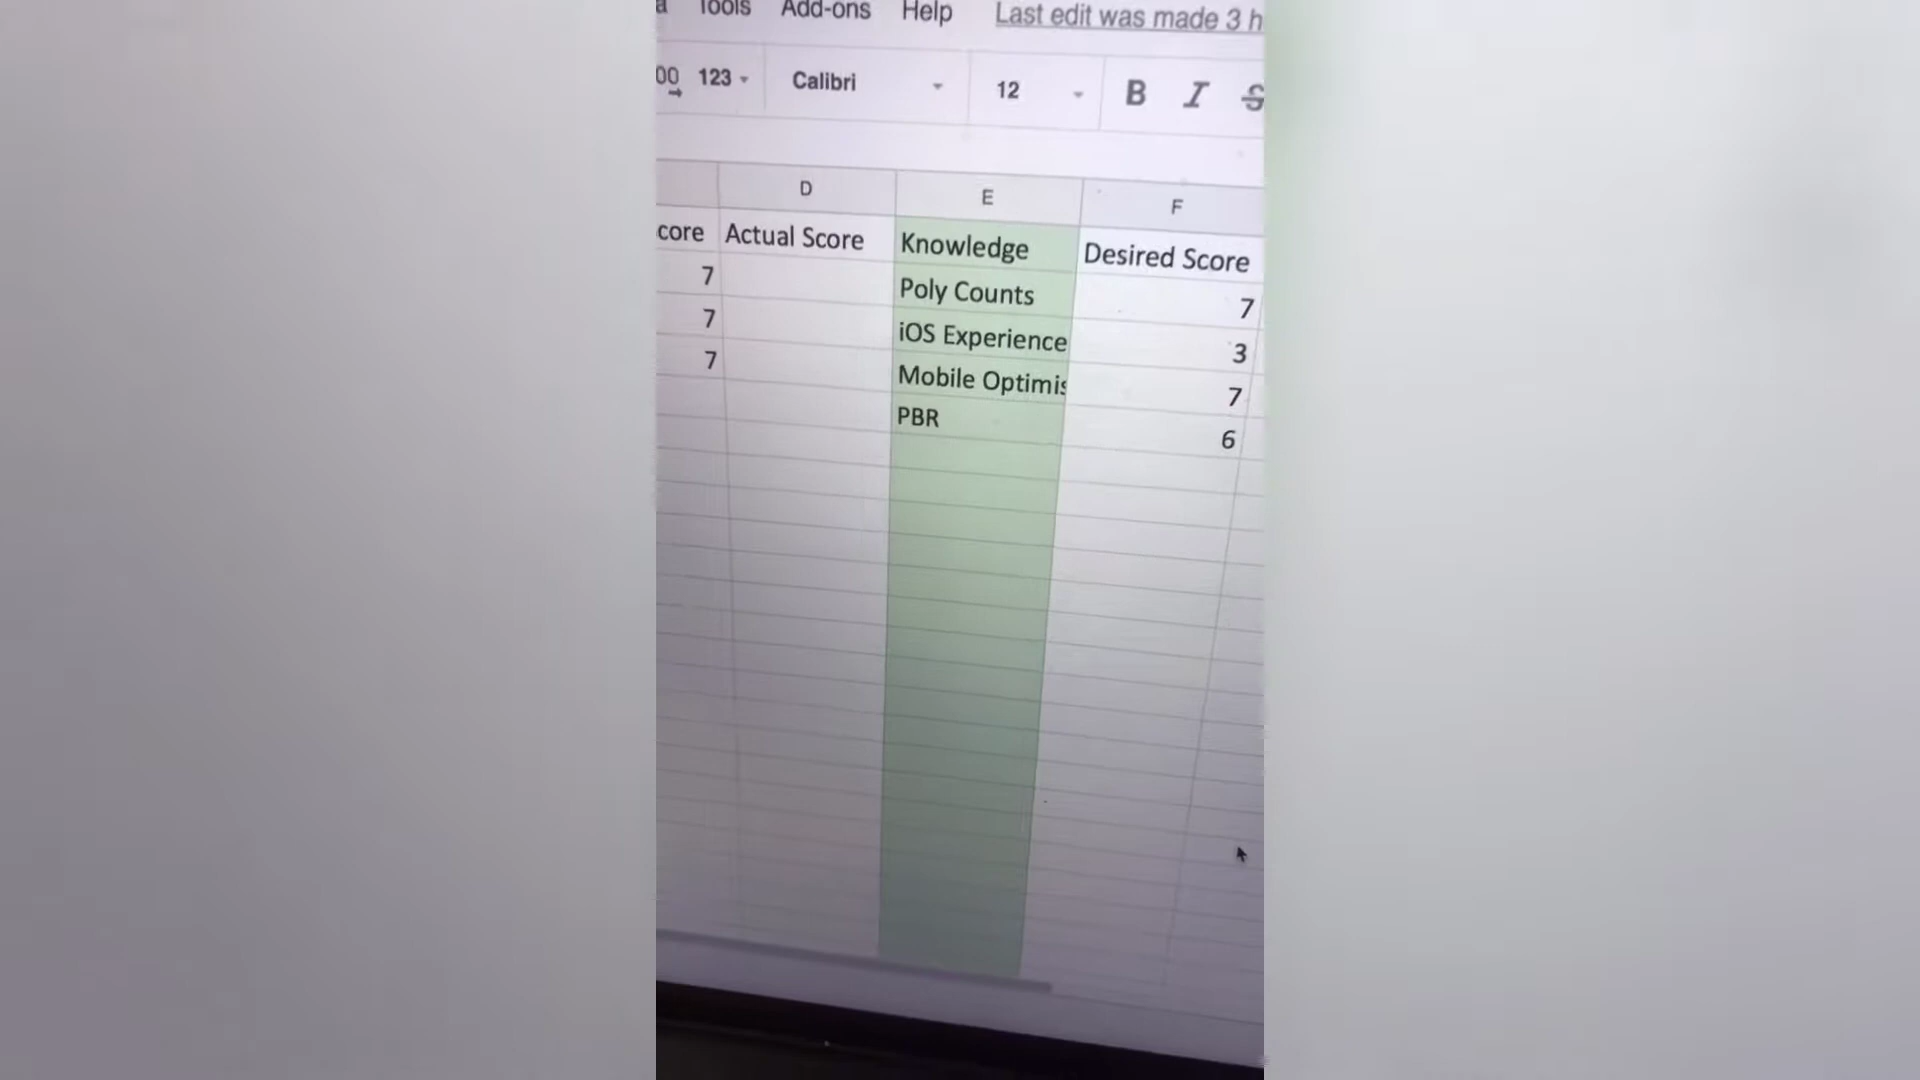 Tools Add-ons Help Last edit was made 3 h
00 123 Calibri 12 B I S
D E F
core Actual Score Knowledge Desired Score
7 Poly Counts 7
7 iOS Experience 3
7 Mobile Optimis 7
PBR 6